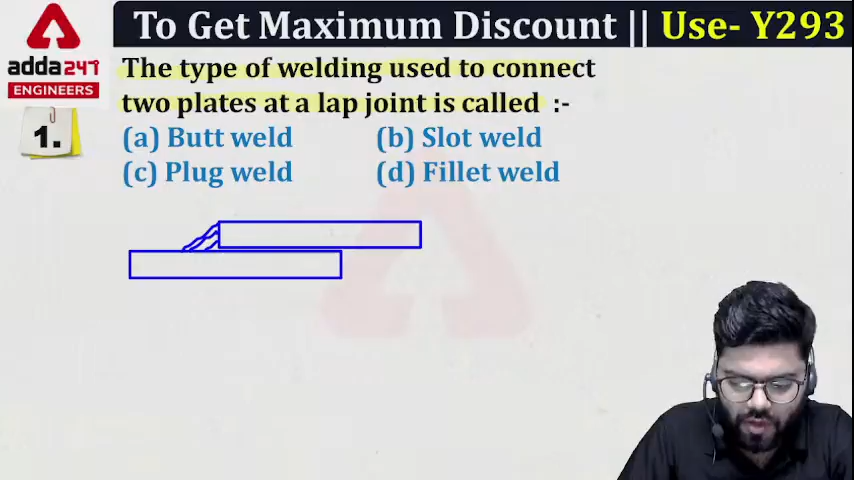 To Get Maximum Discount || Use- Y293
adda247
ENGINEERS
The type of welding used to connect
two plates at a lap joint is called :-
1.
(a) Butt weld (b) Slot weld
(c) Plug weld (d) Fillet weld